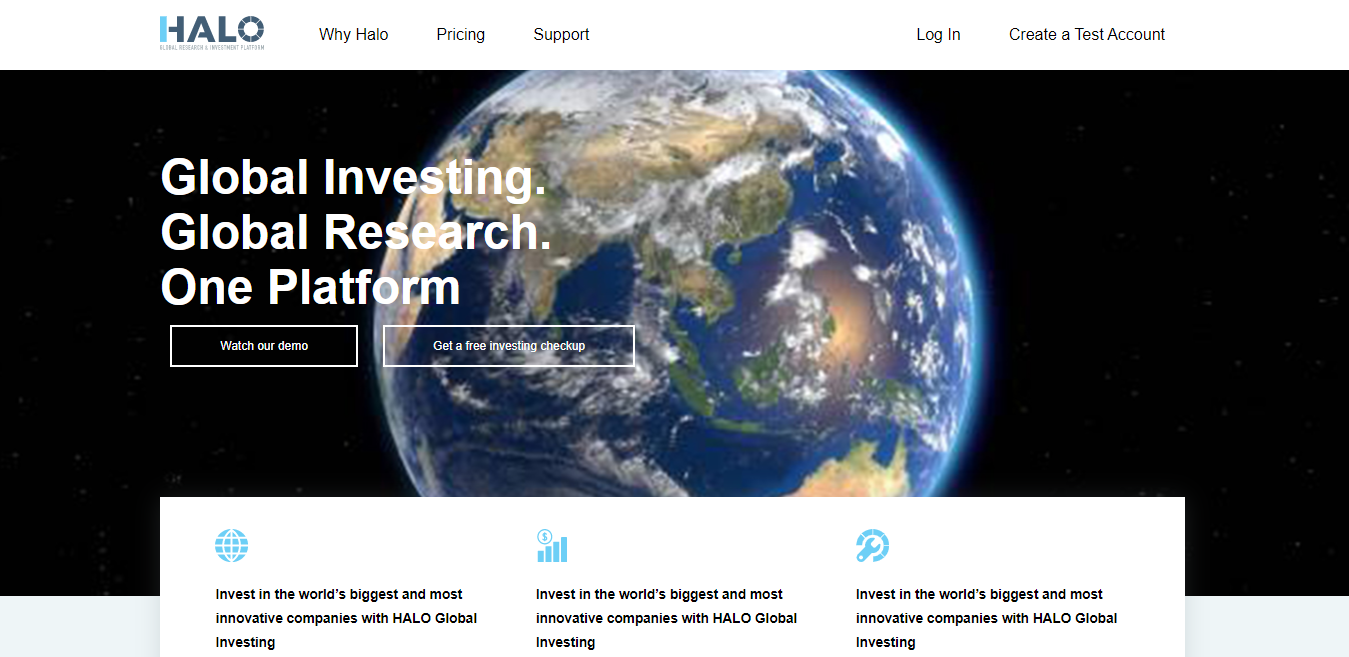 HALO
GLOBAL RESEARCH & INVESTMENT PLATFORM
Why Halo
Pricing
Support
Log In
Create a Test Account
Global Investing.
Global Research.
One Platform
Watch our demo
Get a free investing checkup
$
Invest in the world’s biggest and most
innovative companies with HALO Global
Investing
Invest in the world’s biggest and most
innovative companies with HALO Global
Investing
Invest in the world’s biggest and most
innovative companies with HALO Global
Investing